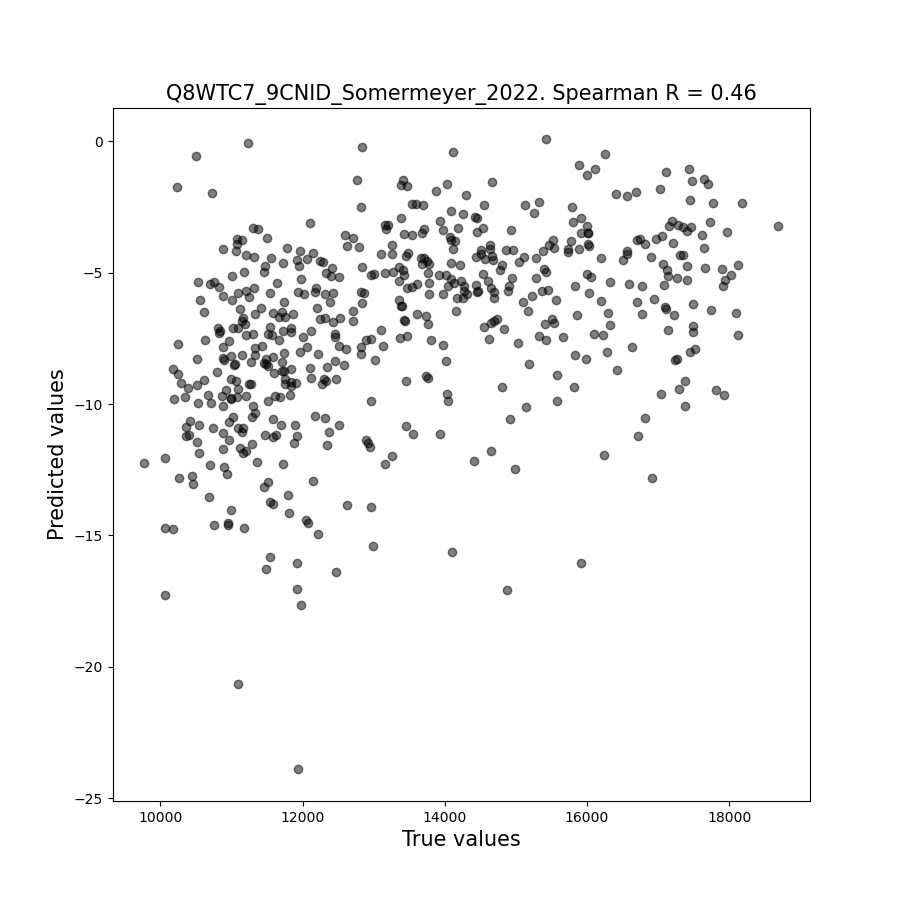 Q8WTC7_9CNID_Somermeyer_2022. Spearman R = 0.46
0
−5
−10
−15
−20
−25
Predicted values
10000 12000 14000 16000 18000
True values